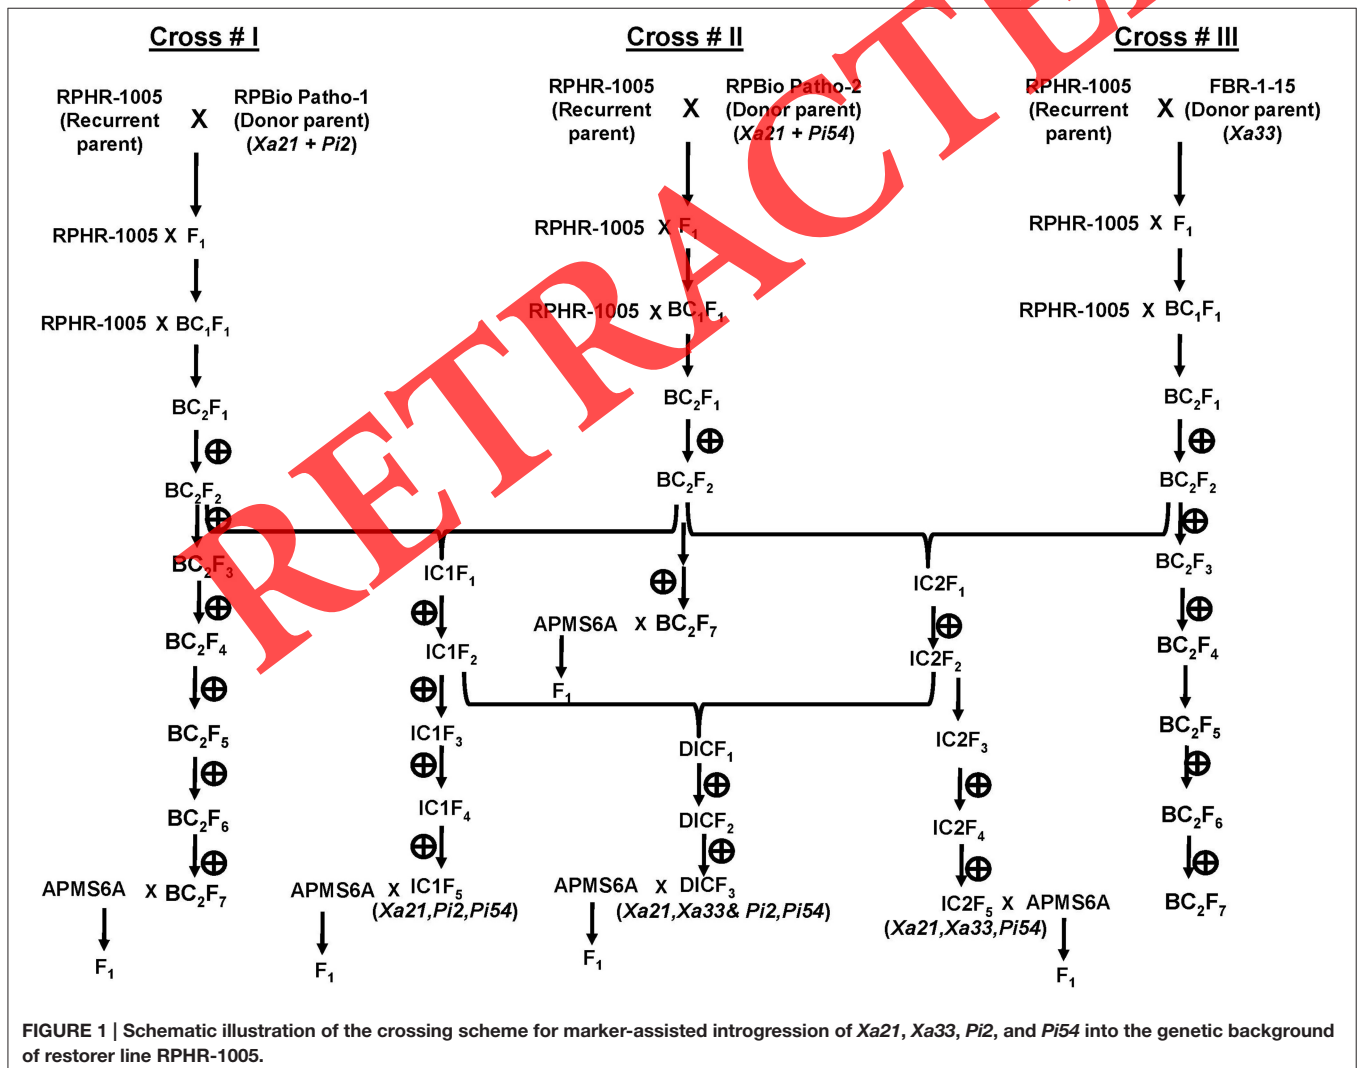 Cross # I
Cross # II
Cross # III
RPHR-1005
(Recurrent
parent)
X
RPBio Patho-1
(Donor parent)
(Xa21 + Pi2)
RPHR-1005
(Recurrent
parent)
X
RPBio Patho-2
(Donor parent)
(Xa21 + Pi54)
RPHR-1005
(Recurrent
parent)
X
FBR-1-15
(Donor parent)
(Xa33)
RPHR-1005 X F₁
RPHR-1005 X F₁
RPHR-1005 X F₁
RPHR-1005 X BC₁F₁
RPHR-1005 X BC₁F₁
RPHR-1005 X BC₁F₁
BC₂F₁
BC₂F₁
BC₂F₁
BC₂F₂
BC₂F₂
BC₂F₂
BC₂F₃
IC1F₁
IC2F₁
BC₂F₃
BC₂F₄
IC1F₂
APMS6A X BC₂F₇
F₁
IC2F₂
BC₂F₄
BC₂F₅
IC1F₃
DICF₁
IC2F₃
BC₂F₅
BC₂F₆
IC1F₄
DICF₂
IC2F₄
BC₂F₆
APMS6A X BC₂F₇
F₁
APMS6A X IC1F₅
(Xa21,Pi2,Pi54)
F₁
APMS6A X DICF₃
(Xa21,Xa33& Pi2,Pi54)
F₁
IC2F₅ X APMS6A
(Xa21,Xa33,Pi54)
F₁
BC₂F₇
RETRACTED
FIGURE 1 | Schematic illustration of the crossing scheme for marker-assisted introgression of Xa21, Xa33, Pi2, and Pi54 into the genetic background
of restorer line RPHR-1005.